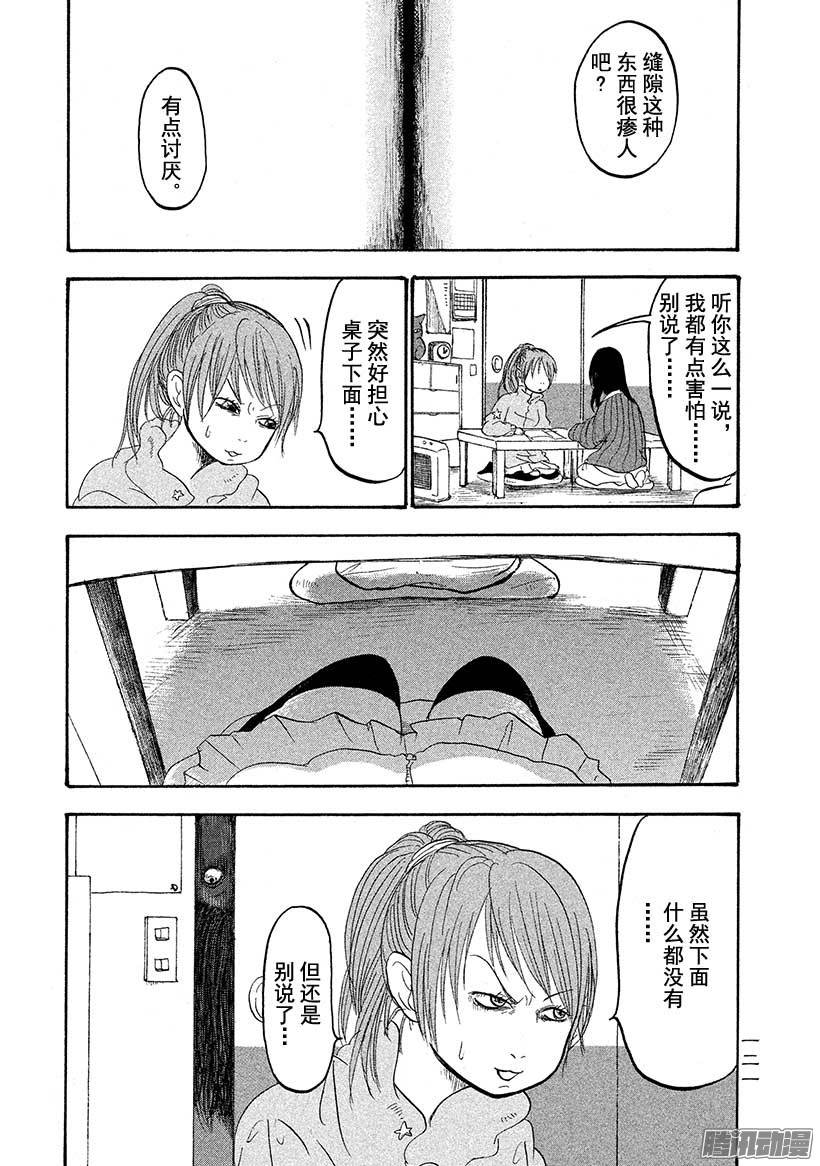 缝隙这种
东西很瘆人
吧？
有点讨厌。
听你这么一说，
我都有点害怕……
别说了……
突然好担心
桌子下面……
虽然下面
什么都没有
……
但还是
别说了…
一二一
腾讯动漫